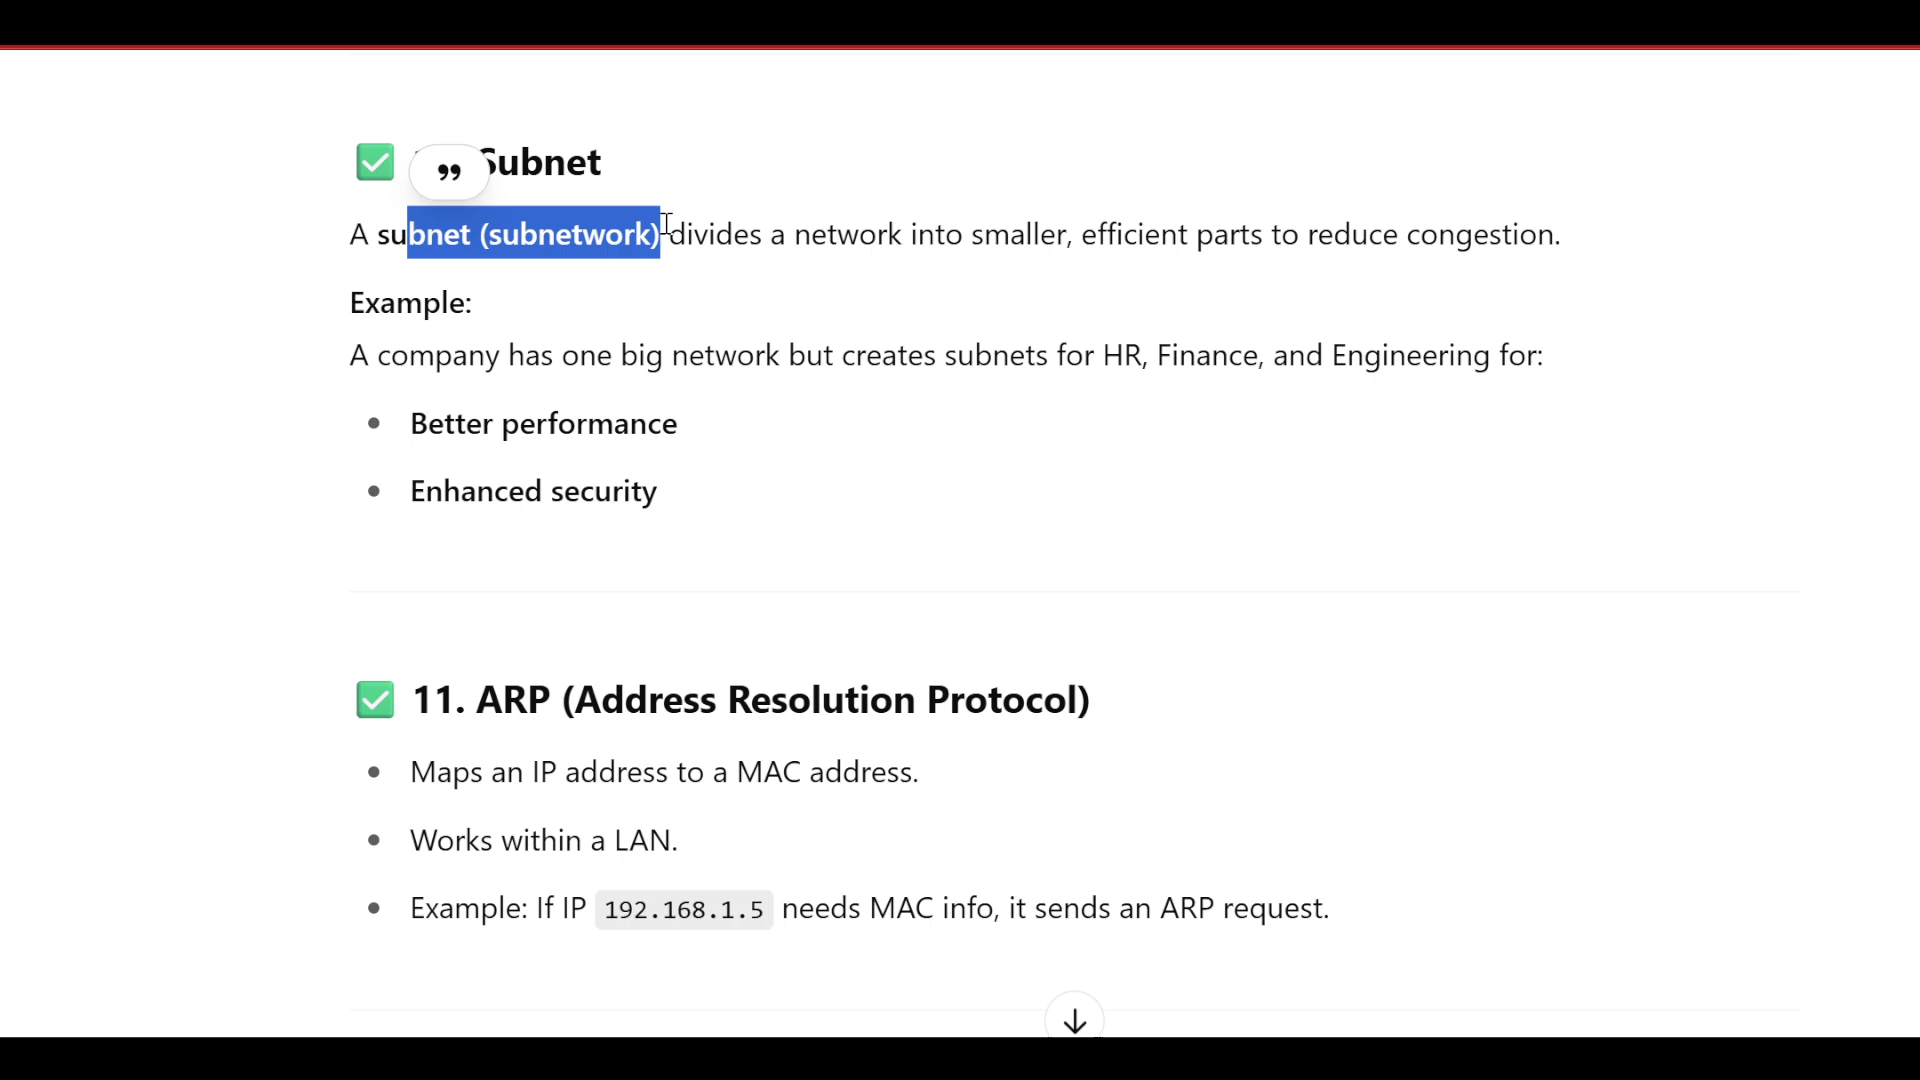 Subnet
A subnet (subnetwork) divides a network into smaller, efficient parts to reduce congestion.
Example:
A company has one big network but creates subnets for HR, Finance, and Engineering for:
Better performance
Enhanced security
11. ARP (Address Resolution Protocol)
Maps an IP address to a MAC address.
Works within a LAN.
Example: If IP 192.168.1.5 needs MAC info, it sends an ARP request.